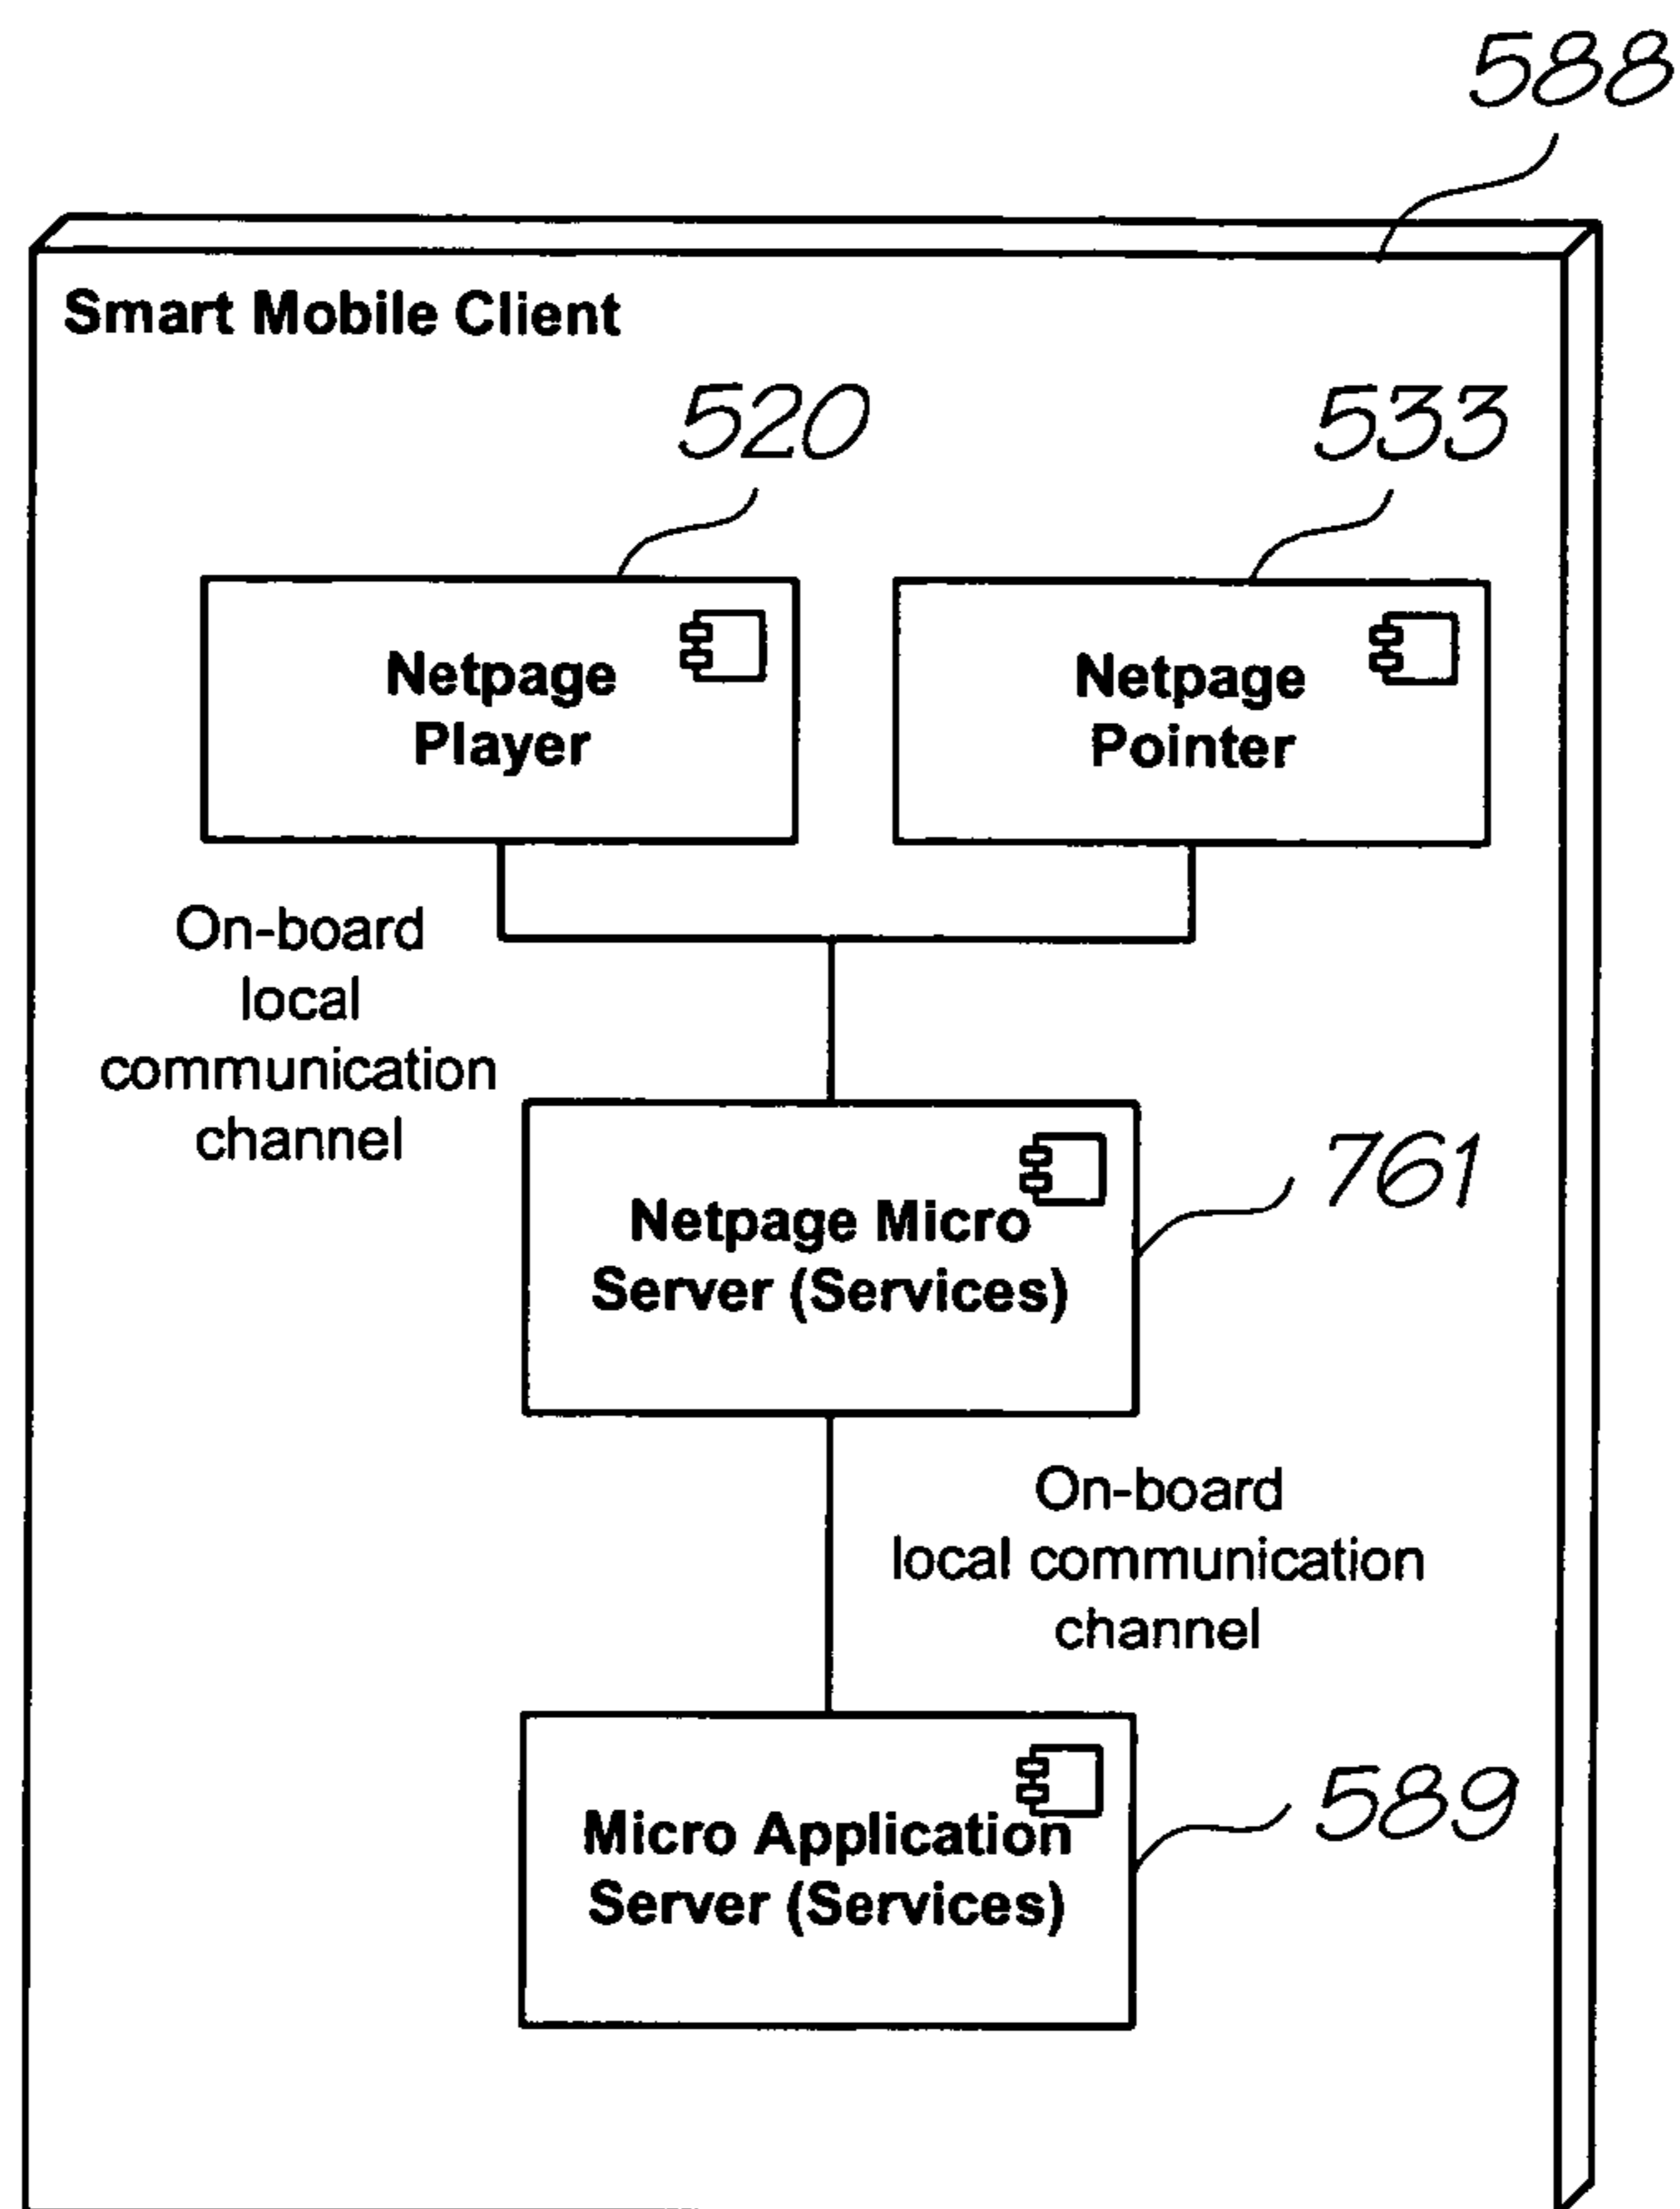 588
Smart Mobile Client
520
533
Netpage
Player
Netpage
Pointer
On-board
local
communication
channel
761
Netpage Micro
Server (Services)
On-board
local communication
channel
589
Micro Application
Server (Services)